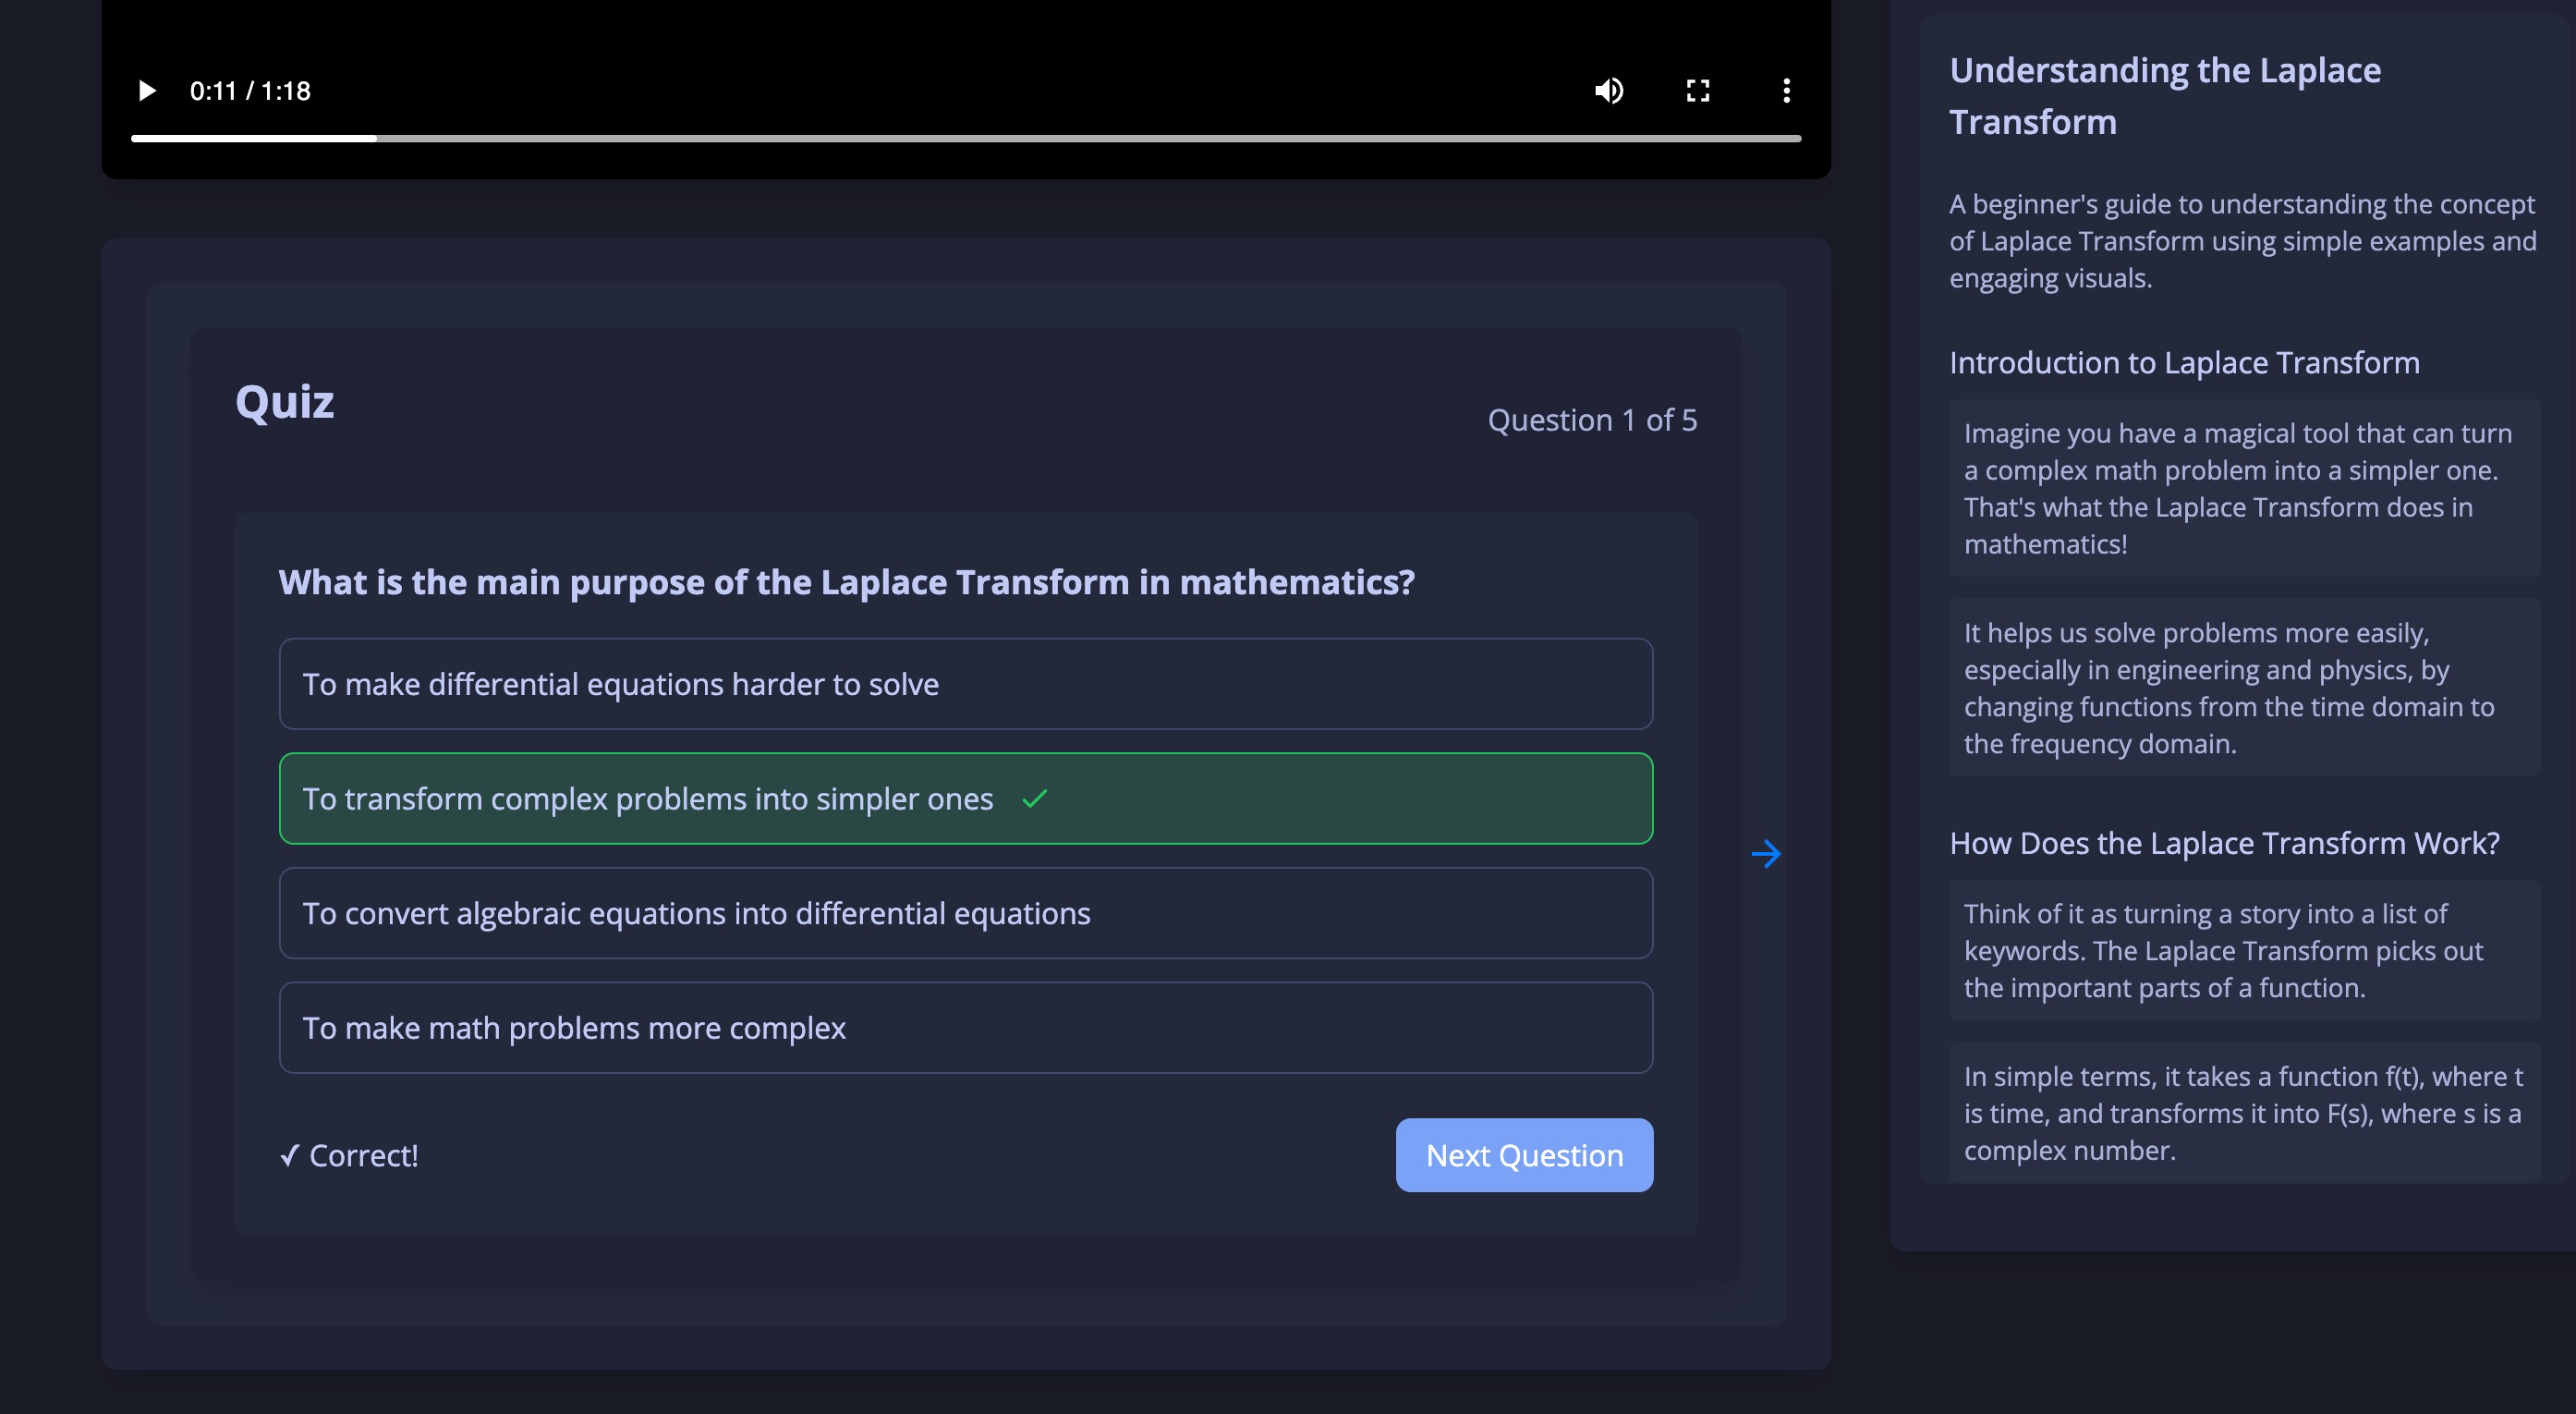 0:11 / 1:18
Quiz
Question 1 of 5
What is the main purpose of the Laplace Transform in mathematics?
To make differential equations harder to solve
To transform complex problems into simpler ones ✓
To convert algebraic equations into differential equations
To make math problems more complex
✓ Correct!
Next Question
Understanding the Laplace
Transform
A beginner's guide to understanding the concept
of Laplace Transform using simple examples and
engaging visuals.
Introduction to Laplace Transform
Imagine you have a magical tool that can turn
a complex math problem into a simpler one.
That's what the Laplace Transform does in
mathematics!
It helps us solve problems more easily,
especially in engineering and physics, by
changing functions from the time domain to
the frequency domain.
How Does the Laplace Transform Work?
Think of it as turning a story into a list of
keywords. The Laplace Transform picks out
the important parts of a function.
In simple terms, it takes a function f(t), where t
is time, and transforms it into F(s), where s is a
complex number.